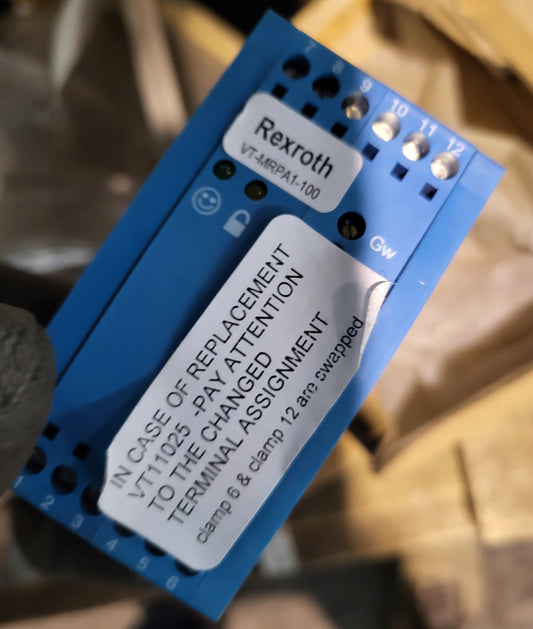 7 8 9 10 11 12
Rexroth
VT-MRPA1-100
Gw
IN CASE OF REPLACEMENT
VT11025 -PAY ATTENTION
TO THE CHANGED
TERMINAL ASSIGNMENT
clamp 6 & clamp 12 are swapped
1 2 3 4 5 6